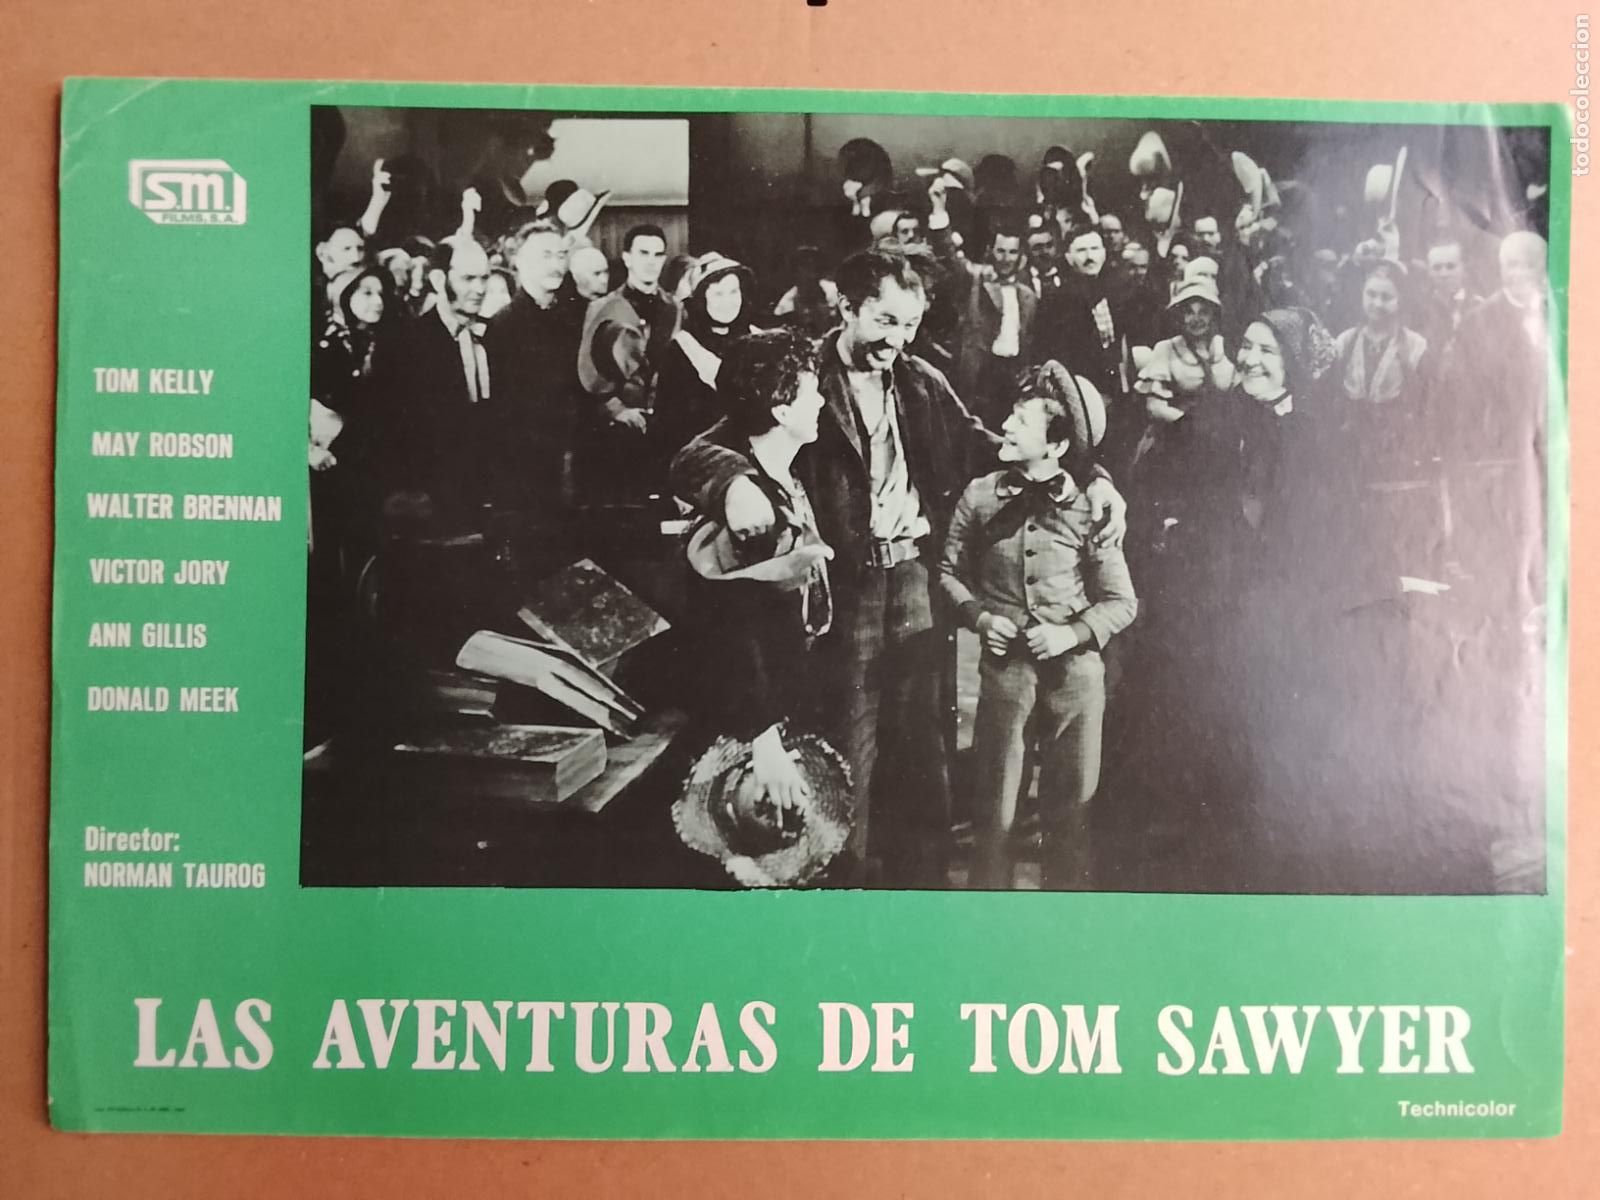 S.M.
FILMS, S.A.
TOM KELLY
MAY ROBSON
WALTER BRENNAN
VICTOR JORY
ANN GILLIS
DONALD MEEK
Director:
NORMAN TAUROG
LAS AVENTURAS DE TOM SAWYER
Technicolor
todocoleccion